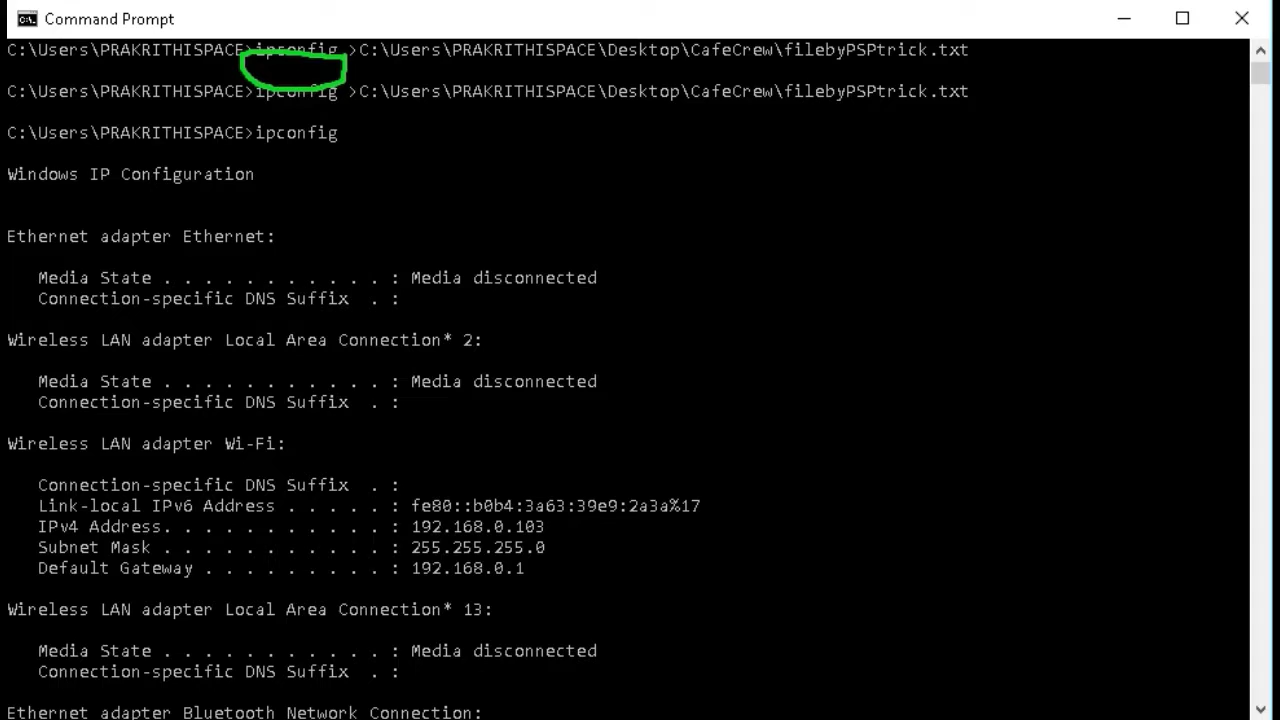 Command Prompt
C:\Users\PRAKRITHISPACE>ipconfig >C:\Users\PRAKRITHISPACE\Desktop\CafeCrew\filebyPSPtrick.txt
C:\Users\PRAKRITHISPACE>ipconfig >C:\Users\PRAKRITHISPACE\Desktop\CafeCrew\filebyPSPtrick.txt
C:\Users\PRAKRITHISPACE>ipconfig
Windows IP Configuration
Ethernet adapter Ethernet:
Media State . . . . . . . . . . . : Media disconnected
Connection-specific DNS Suffix . :
Wireless LAN adapter Local Area Connection* 2:
Media State . . . . . . . . . . . : Media disconnected
Connection-specific DNS Suffix . :
Wireless LAN adapter Wi-Fi:
Connection-specific DNS Suffix . :
Link-local IPv6 Address . . . . . : fe80::b0b4:3a63:39e9:2a3a%17
IPv4 Address. . . . . . . . . . . : 192.168.0.103
Subnet Mask . . . . . . . . . . . : 255.255.255.0
Default Gateway . . . . . . . . . : 192.168.0.1
Wireless LAN adapter Local Area Connection* 13:
Media State . . . . . . . . . . . : Media disconnected
Connection-specific DNS Suffix . :
Ethernet adapter Bluetooth Network Connection: